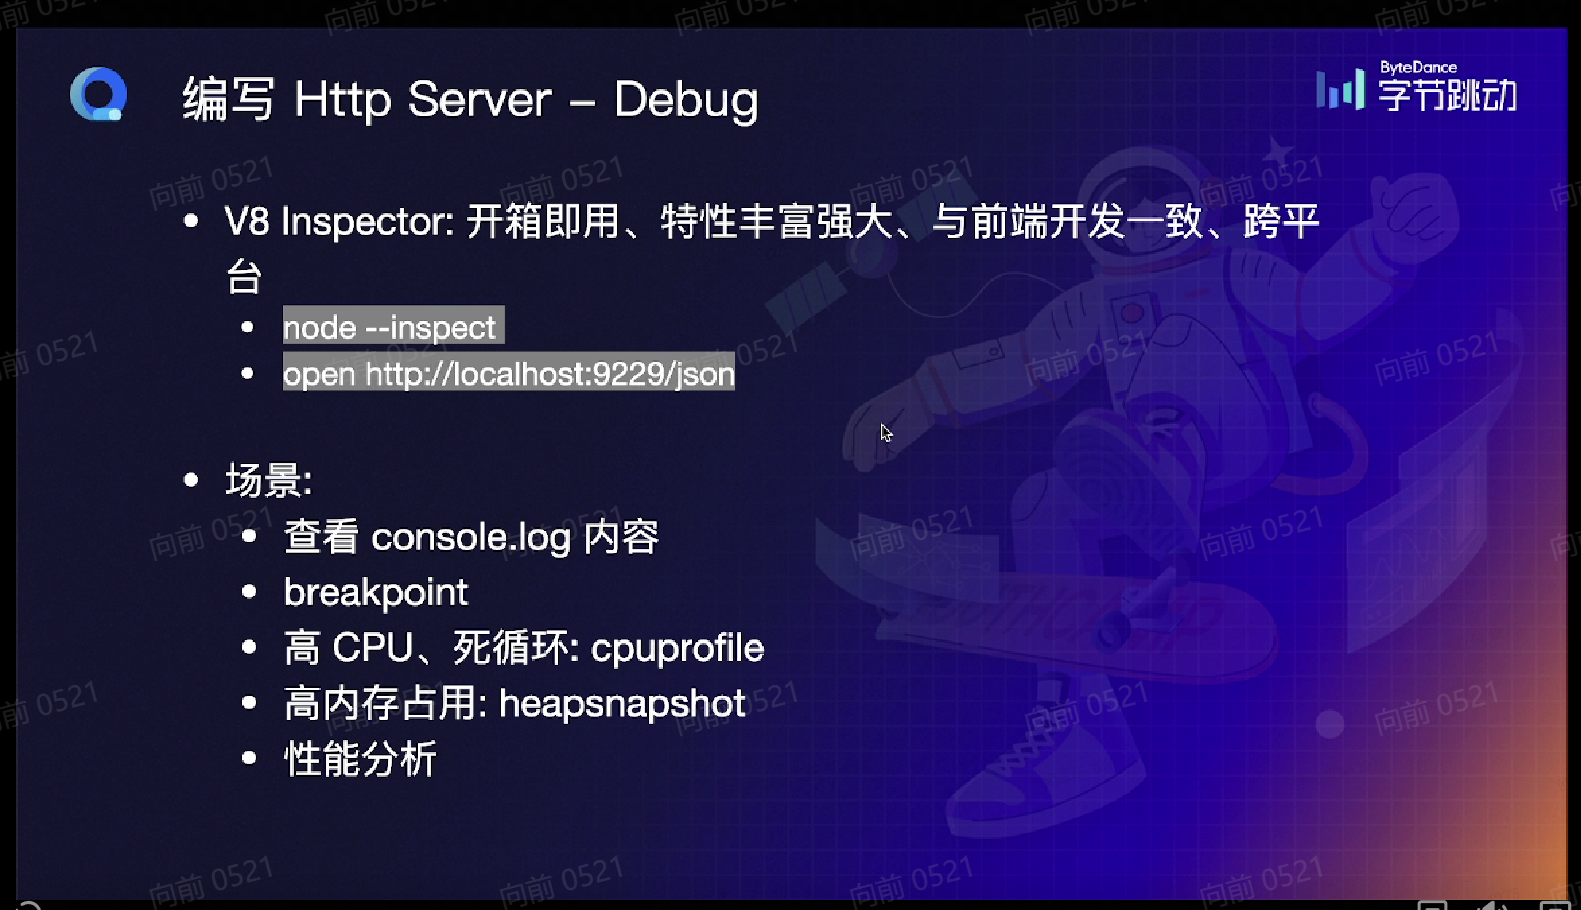 编写 Http Server – Debug
ByteDance
字节跳动
• V8 Inspector: 开箱即用、特性丰富强大、与前端开发一致、跨平
台
• node --inspect
• open http://localhost:9229/json
• 场景:
• 查看 console.log 内容
• breakpoint
• 高 CPU、死循环: cpuprofile
• 高内存占用: heapsnapshot
• 性能分析
向前 0521